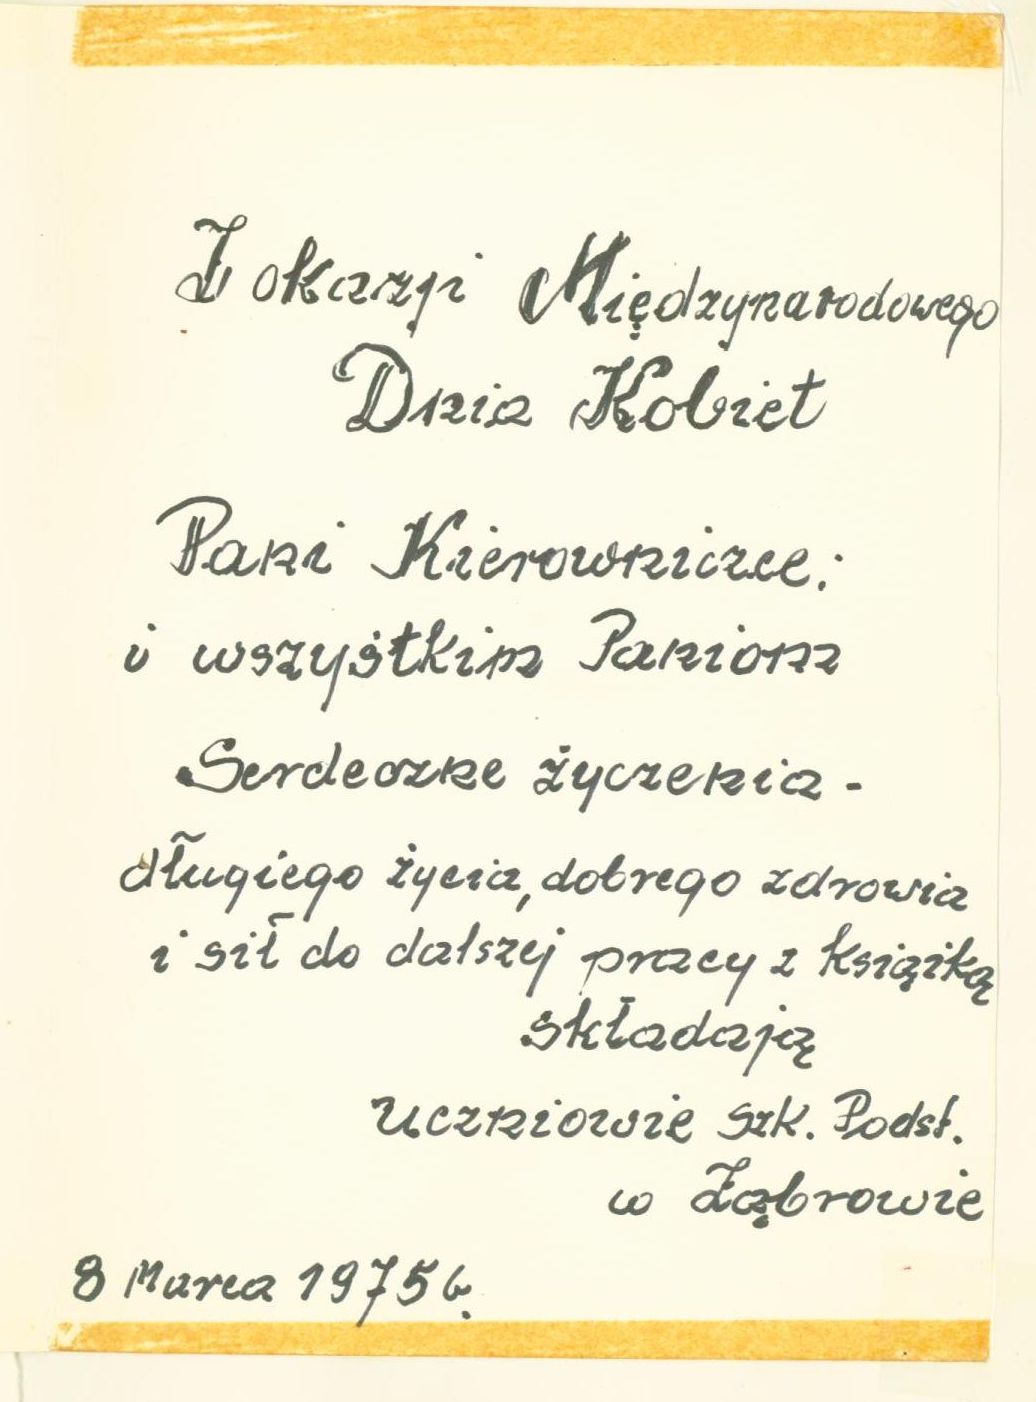 Z okazji Międzynarodowego
Dnia Kobiet
Pani Kierowniczce:
i wszystkim Paniom
Serdeczne życzenia -
długiego życia, dobrego zdrowia
i sił do dalszej pracy z książką
składają
Uczniowie Szk. Podst.
w Ząbrowie
8 Marca 1975 r.